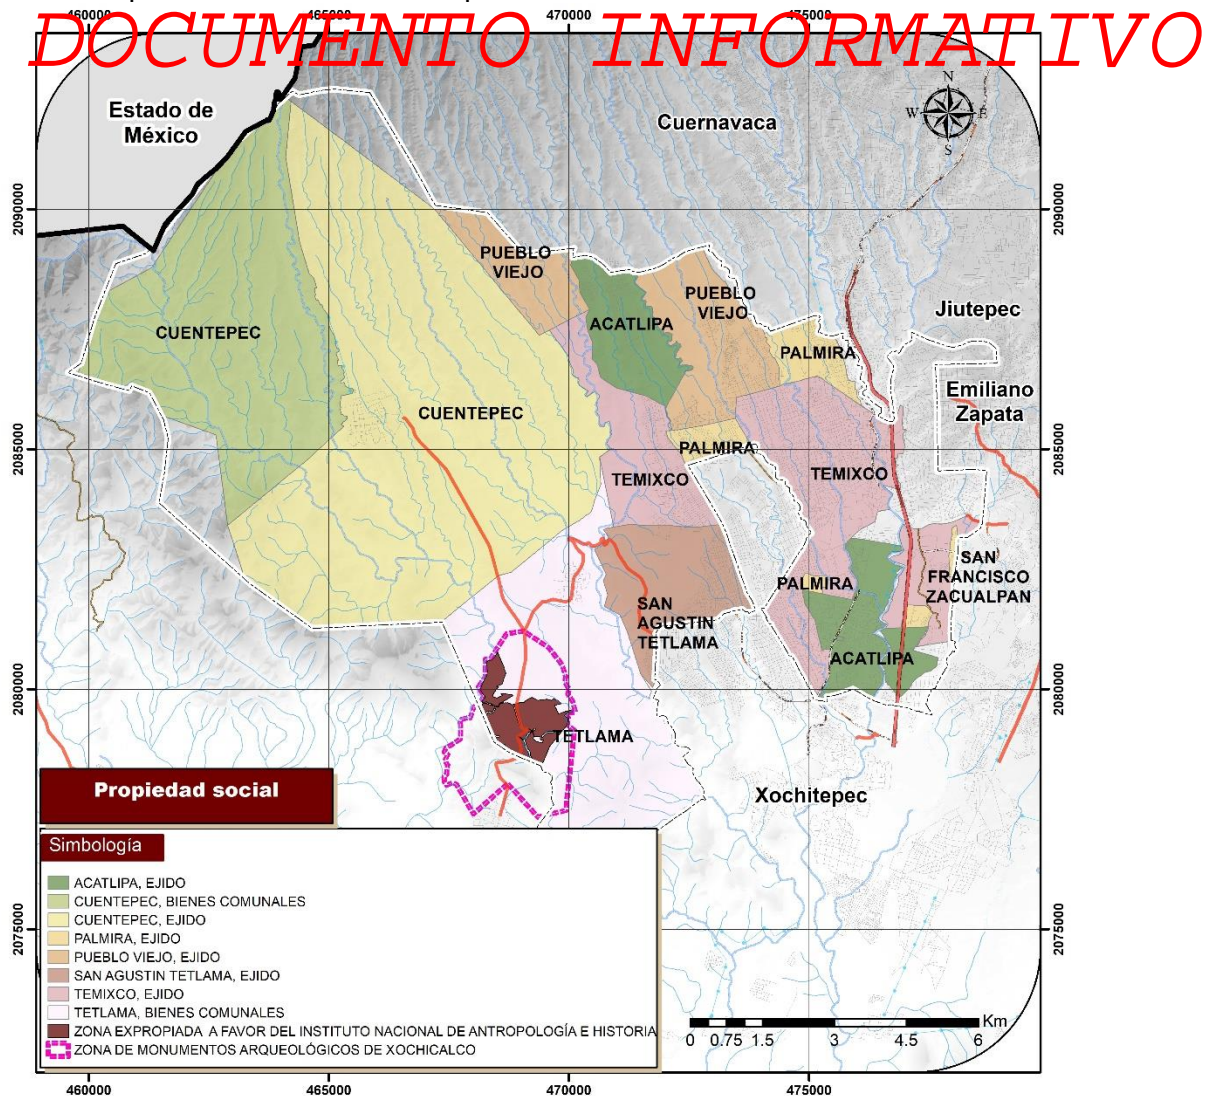 460000 465000 470000 475000
DOCUMENTO INFORMATIVO
N
W E
S
Estado de
México
Cuernavaca
2090000 2090000
PUEBLO
VIEJO
PUEBLO
VIEJO
Jiutepec
CUENTEPEC
ACATLIPA
PALMIRA
Emiliano
Zapata
CUENTEPEC
2085000 2085000
PALMIRA
TEMIXCO
TEMIXCO
SAN
FRANCISCO
ZACUALPAN
PALMIRA
SAN
AGUSTIN
TETLAMA
ACATLIPA
2080000 2080000
TETLAMA
Xochitepec
Propiedad social
Simbología
ACATLIPA, EJIDO
CUENTEPEC, BIENES COMUNALES
CUENTEPEC, EJIDO
PALMIRA, EJIDO
PUEBLO VIEJO, EJIDO
SAN AGUSTIN TETLAMA, EJIDO
TEMIXCO, EJIDO
TETLAMA, BIENES COMUNALES
ZONA EXPROPIADA A FAVOR DEL INSTITUTO NACIONAL DE ANTROPOLOGÍA E HISTORIA
ZONA DE MONUMENTOS ARQUEOLÓGICOS DE XOCHICALCO
2075000 2075000
Km
0 0.75 1.5 3 4.5 6
460000 465000 470000 475000